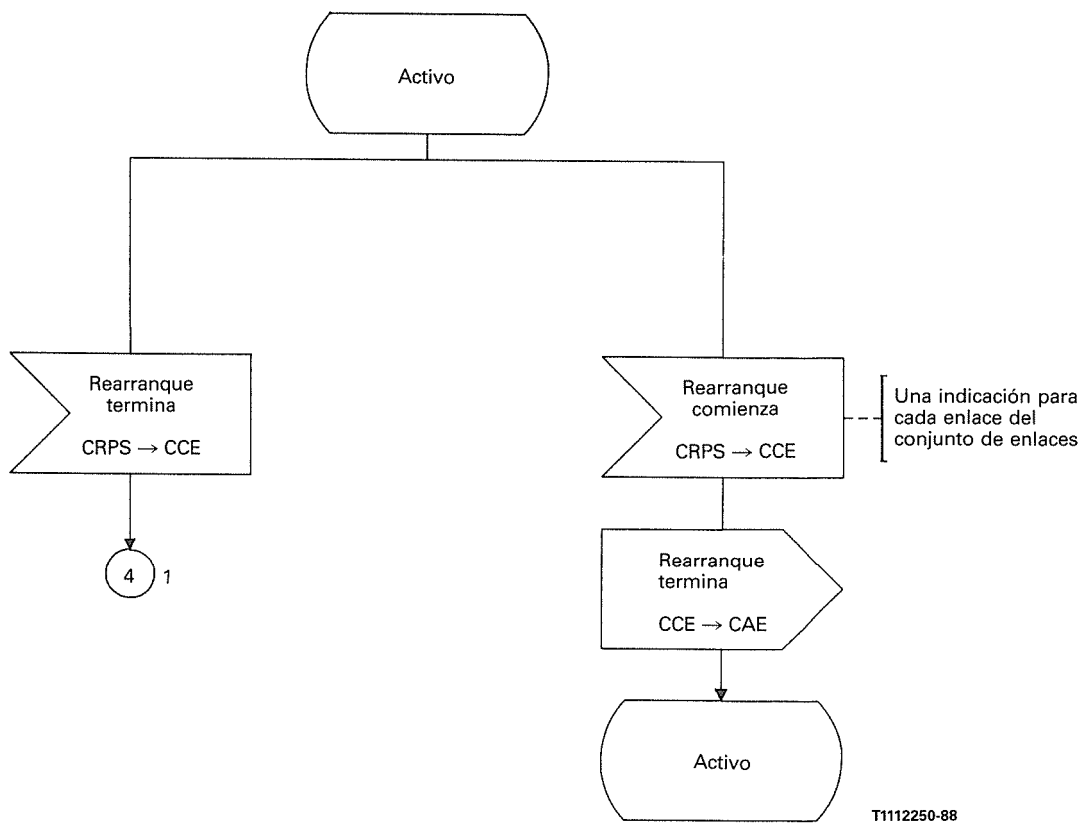 Activo
Rearranque
termina
CRPS → CCE
4
1
Rearranque
comienza
CRPS → CCE
Una indicación para
cada enlace del
conjunto de enlaces
Rearranque
termina
CCE → CAE
Activo
T1112250-88